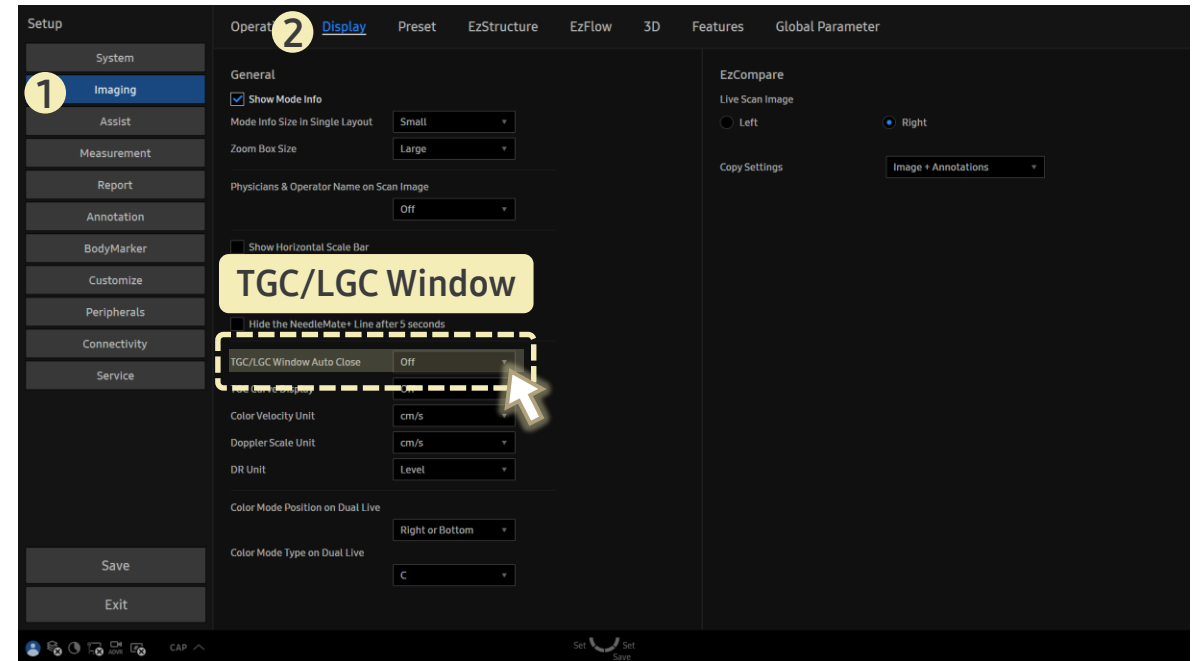 Setup
System
1
Imaging
Assist
Measurement
Report
Annotation
BodyMarker
Customize
Peripherals
Connectivity
Service
Save
Exit
2
Display
Preset
EzStructure
EzFlow
3D
Features
Global Parameter
General
Show Mode Info
Mode Info Size in Single Layout Small
Zoom Box Size Large
Physicians & Operator Name on Scan Image
Off
Show Horizontal Scale Bar
TGC/LGC Window
Hide the NeedleMate+ Line after 5 seconds
TGC/LGC Window Auto Close Off
Color Velocity Unit cm/s
Doppler Scale Unit cm/s
DR Unit Level
Color Mode Position on Dual Live
Right or Bottom
Color Mode Type on Dual Live
C
EzCompare
Live Scan Image
Left Right
Copy Settings Image + Annotations
CAP
Set Set
Save